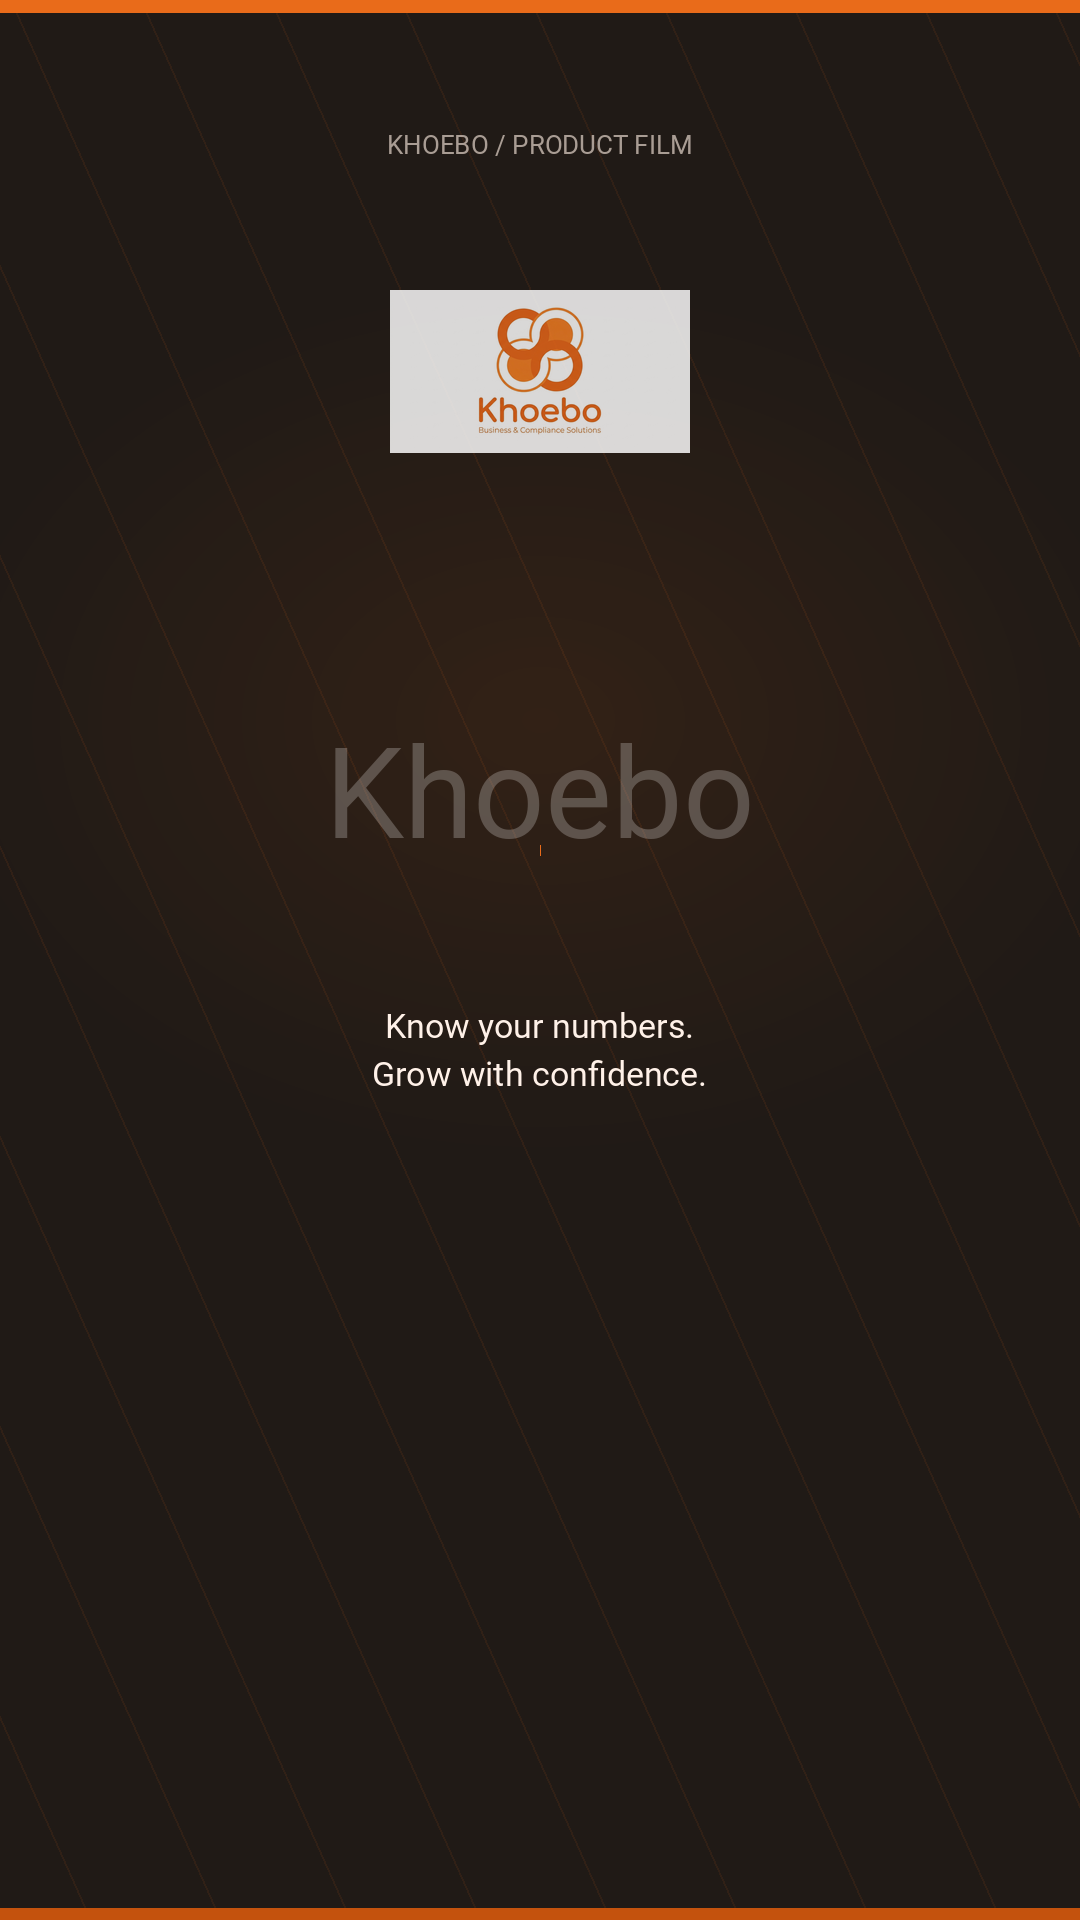 KHOEBO / PRODUCT FILM
Khoebo
Business & Compliance Solutions
Khoebo
Know your numbers.
Grow with confidence.